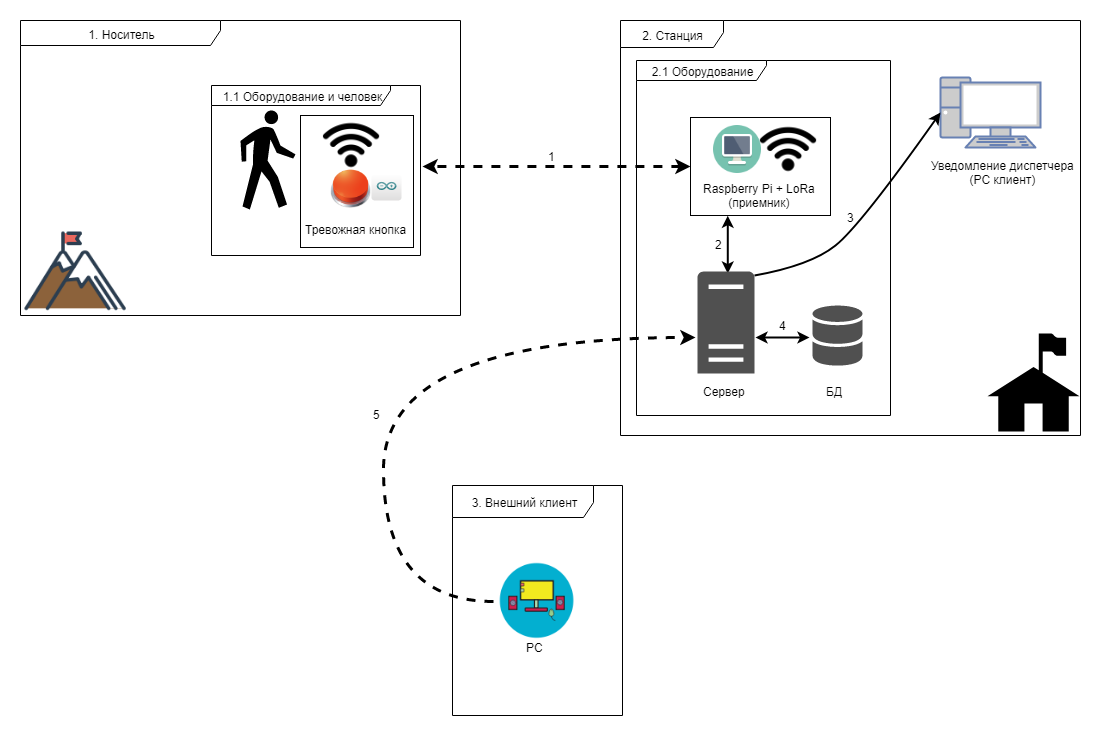 1. Носитель
1.1 Оборудование и человек
Тревожная кнопка
1
2. Станция
2.1 Оборудование
Raspberry Pi + LoRa
(приемник)
Уведомление диспетчера
(PC клиент)
2
3
4
Сервер
БД
5
3. Внешний клиент
PC